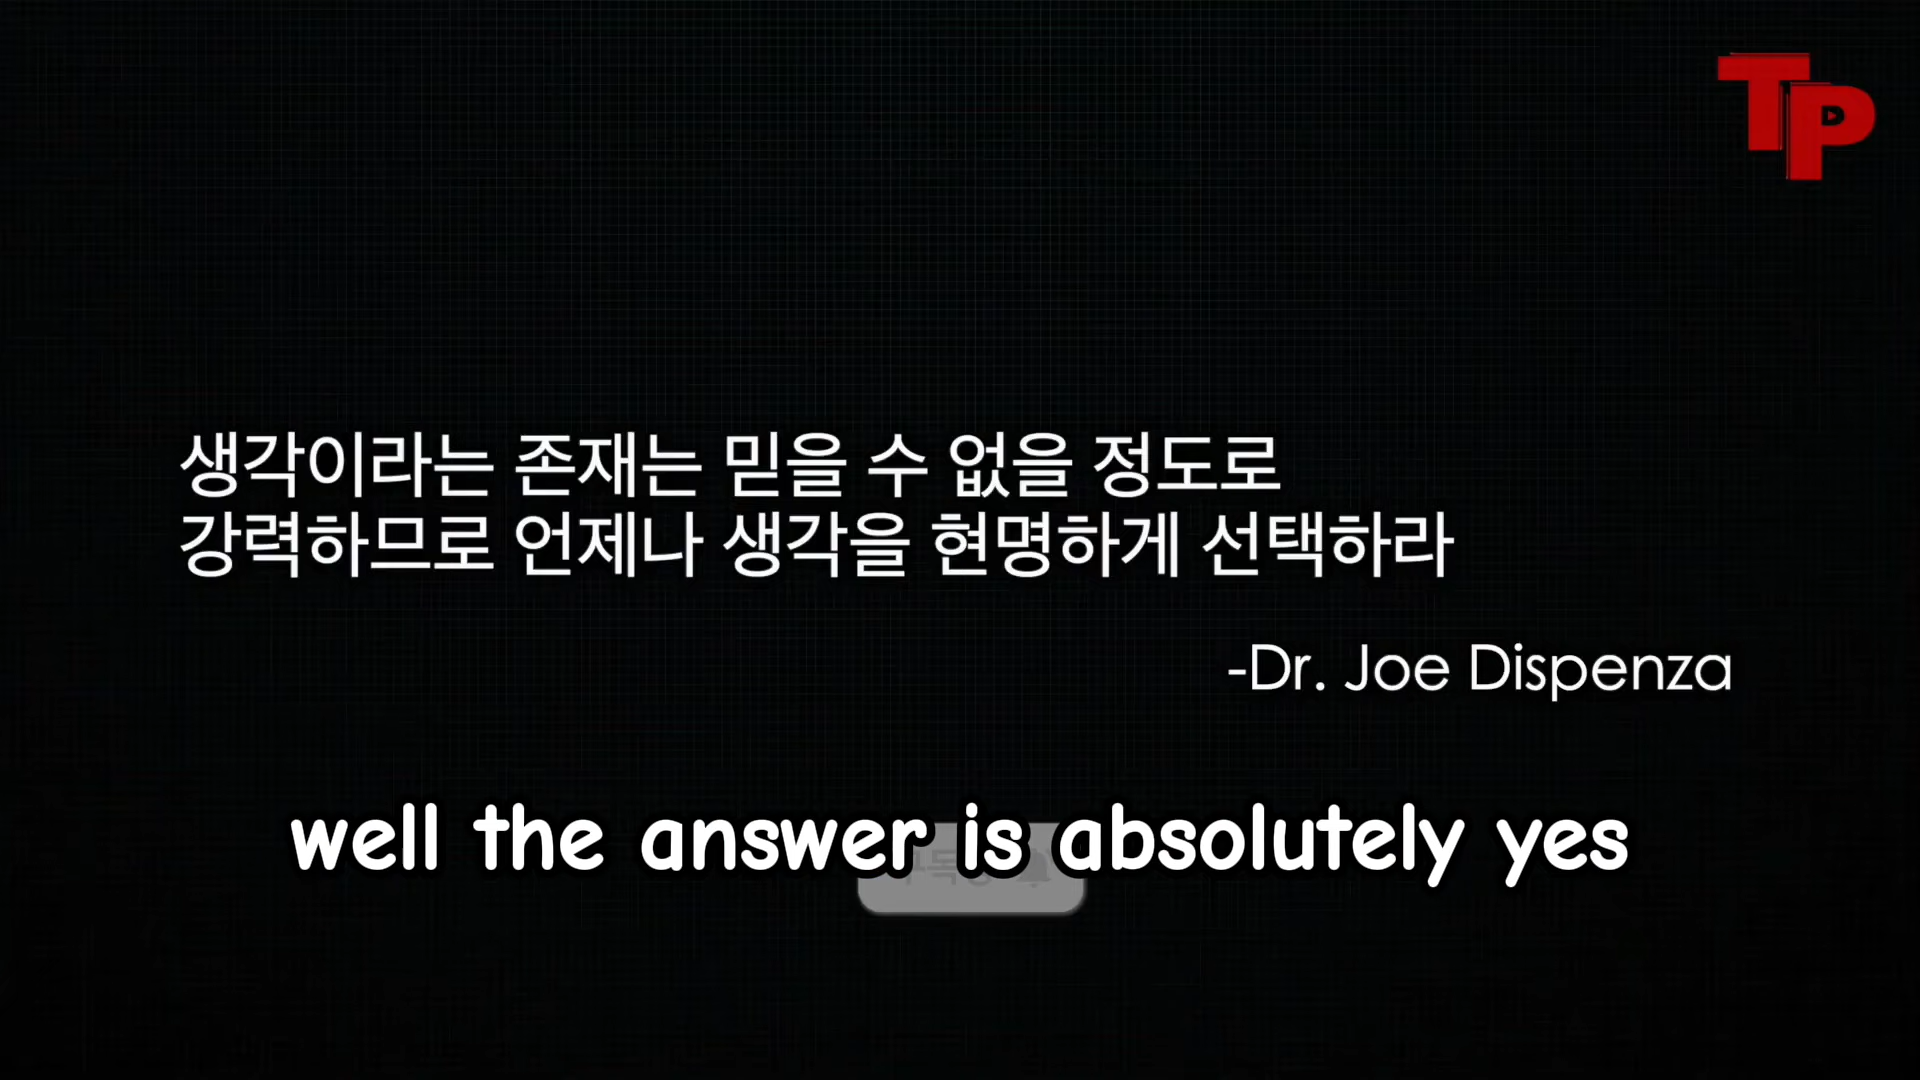 TP
생각이라는 존재는 믿을 수 없을 정도로
강력하므로 언제나 생각을 현명하게 선택하라
-Dr. Joe Dispenza
well the answer is absolutely yes